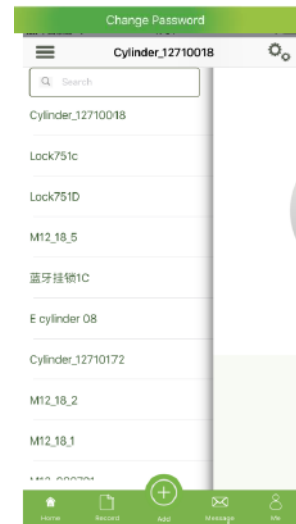 Change Password
Cylinder_12710018
Search
Cylinder_12710018
Lock751c
Lock751D
M12_18_5
蓝牙挂锁1C
E cylinder 08
Cylinder_12710172
M12_18_2
M12_18_1
Home Record Add Message Me